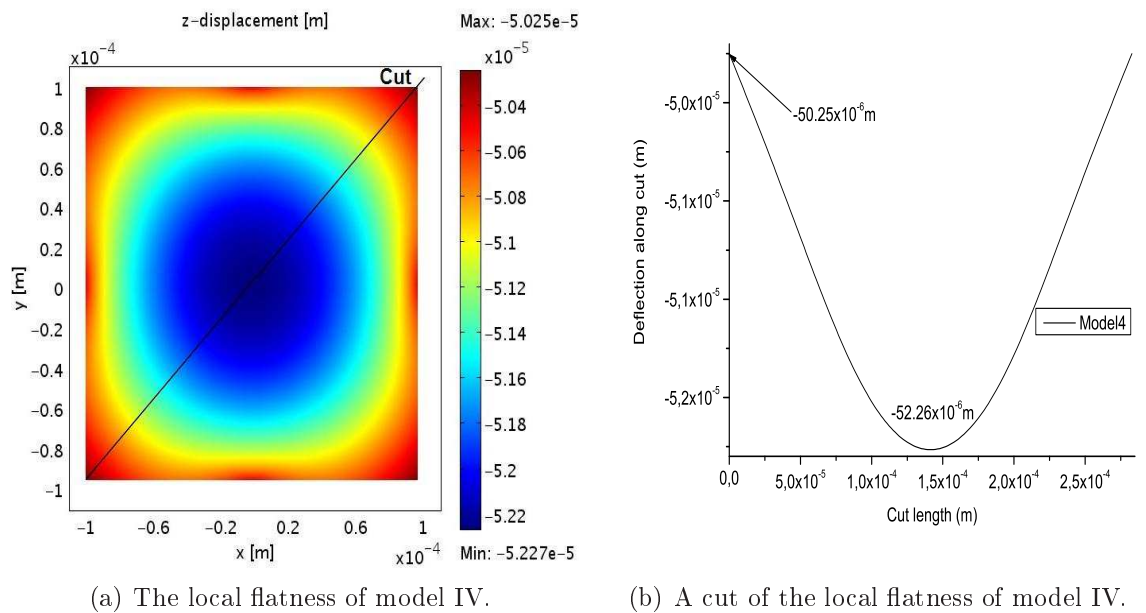 z-displacement [m]
Max: -5.025e-5
x10⁻⁴
x10⁻⁵
Cut
1
0.8
0.6
0.4
0.2
0
-0.2
-0.4
-0.6
-0.8
-1
y [m]
-1
-0.6
-0.2
0.2
0.6
1
x [m]
x10⁻⁴
-5.04
-5.06
-5.08
-5.1
-5.12
-5.14
-5.16
-5.18
-5.2
-5.22
Min: -5.227e-5
(a) The local flatness of model IV.
Deflection along cut (m)
-5,0x10⁻⁵
-5,1x10⁻⁵
-5,1x10⁻⁵
-5,2x10⁻⁵
-50.25x10⁻⁶m
Model4
-52.26x10⁻⁶m
0,0
5,0x10⁻⁵
1,0x10⁻⁴
1,5x10⁻⁴
2,0x10⁻⁴
2,5x10⁻⁴
Cut length (m)
(b) A cut of the local flatness of model IV.